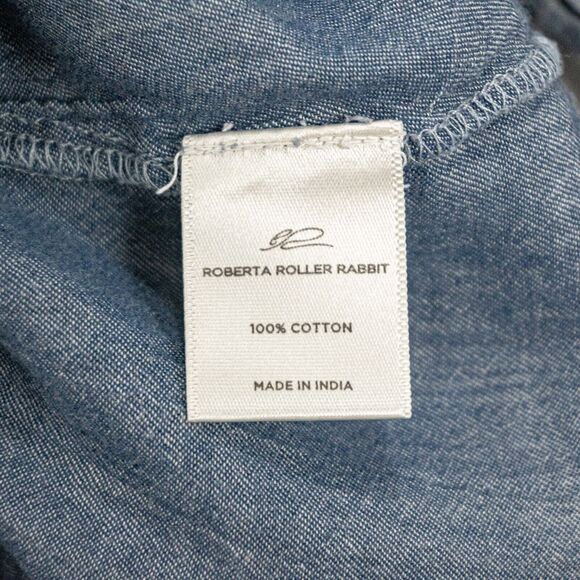 ROBERTA ROLLER RABBIT
100% COTTON
MADE IN INDIA